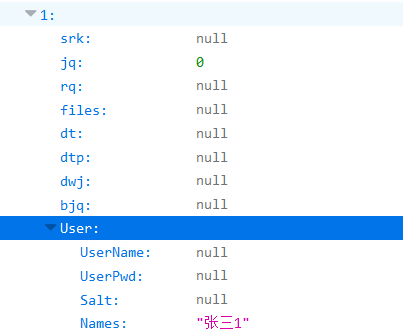 1:
srk: null
jq: 0
rq: null
files: null
dt: null
dtp: null
dwj: null
bjq: null
User:
UserName: null
UserPwd: null
Salt: null
Names: "张三1"